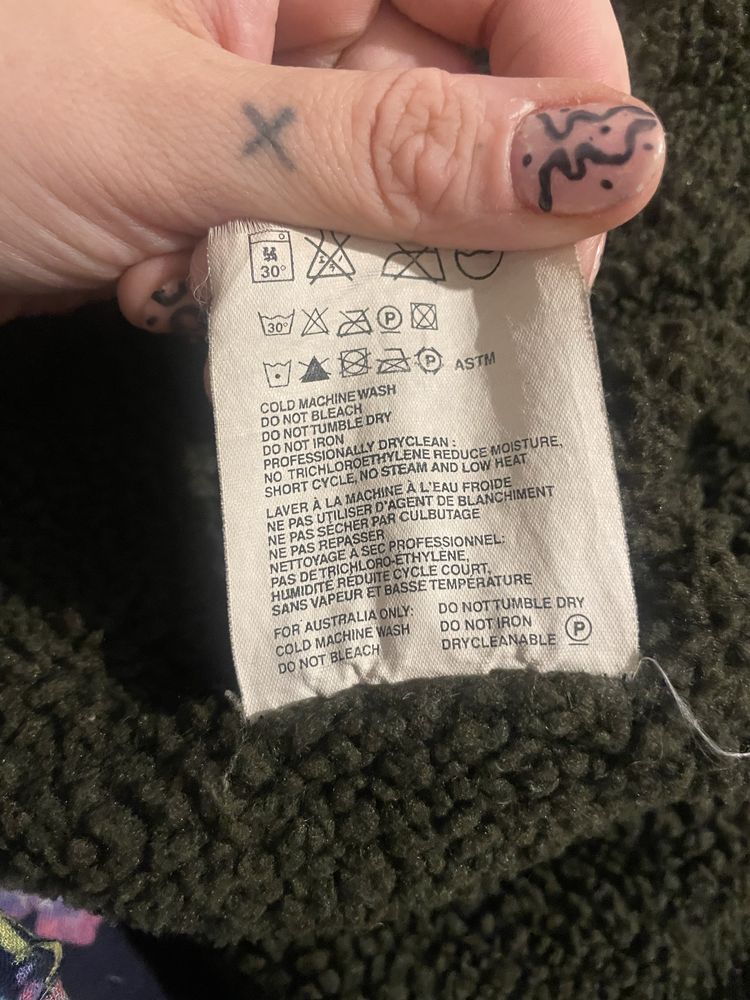 30°
30° P
P ASTM
COLD MACHINE WASH
DO NOT BLEACH
DO NOT TUMBLE DRY
DO NOT IRON
PROFESSIONALLY DRYCLEAN :
NO TRICHLOROETHYLENE REDUCE MOISTURE,
SHORT CYCLE, NO STEAM AND LOW HEAT
LAVER À LA MACHINE À L'EAU FROIDE
NE PAS UTILISER D'AGENT DE BLANCHIMENT
NE PAS SÉCHER PAR CULBUTAGE
NE PAS REPASSER
NETTOYAGE À SEC PROFESSIONNEL:
PAS DE TRICHLORO-ÉTHYLÈNE,
HUMIDITÉ RÉDUITE CYCLE COURT,
SANS VAPEUR ET BASSE TEMPÉRATURE
FOR AUSTRALIA ONLY:
COLD MACHINE WASH
DO NOT BLEACH
DO NOT TUMBLE DRY
DO NOT IRON
DRYCLEANABLE P